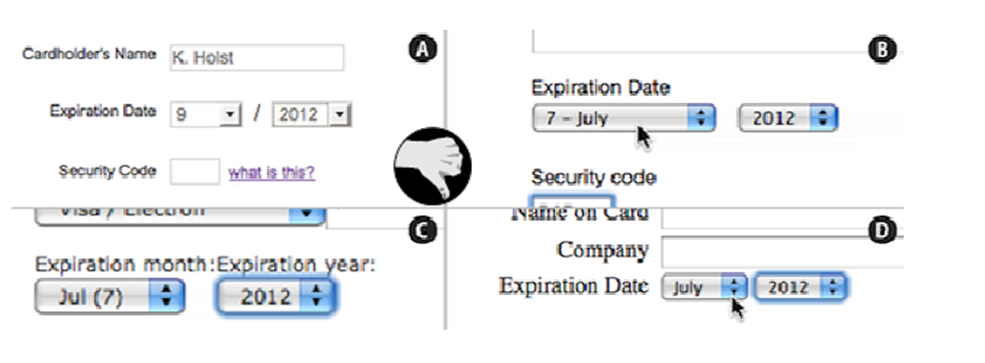 A
Cardholder's Name K. Holst
Expiration Date 9 / 2012
Security Code what is this?
B
Expiration Date
7 – July 2012
Security code
Visa / Electron
C
Expiration month:Expiration year:
Jul (7) 2012
D
Name on Card
Company
Expiration Date July 2012